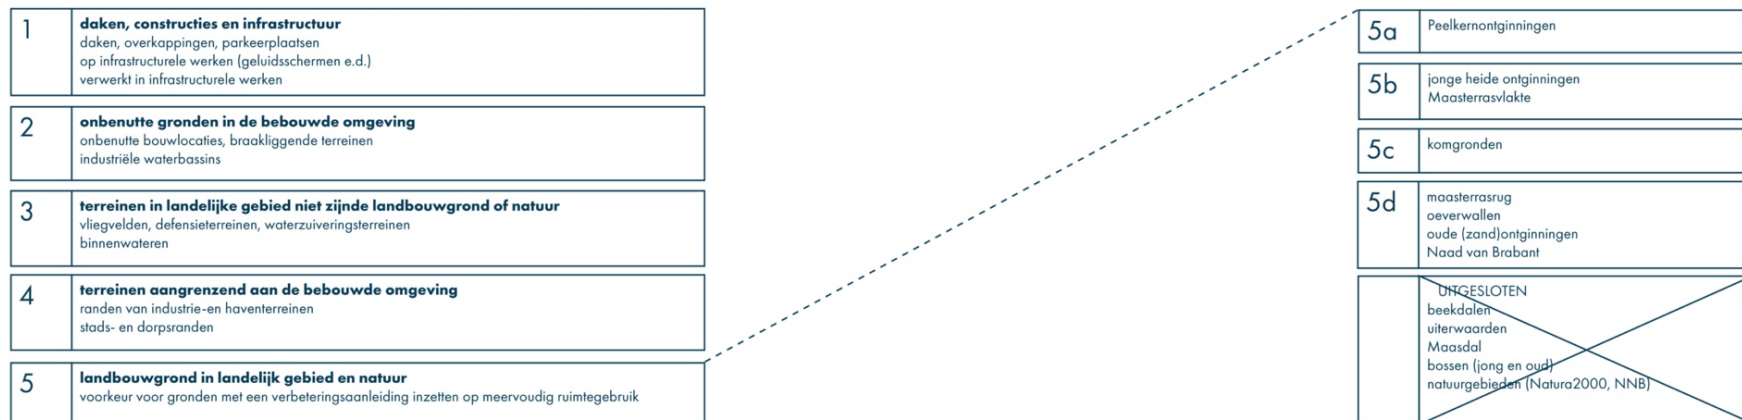 1
daken, constructies en infrastructuur
daken, overkappingen, parkeerplaatsen
op infrastructurele werken (geluidsschermen e.d.)
verwerkt in infrastructurele werken
2
onbenutte gronden in de bebouwde omgeving
onbenutte bouwlocaties, braakliggende terreinen
industriële waterbassins
3
terreinen in landelijke gebied niet zijnde landbouwgrond of natuur
vliegvelden, defensieterreinen, waterzuiveringsterreinen
binnenwateren
4
terreinen aangrenzend aan de bebouwde omgeving
randen van industrie-en haventerreinen
stads- en dorpsranden
5
landbouwgrond in landelijk gebied en natuur
voorkeur voor gronden met een verbeteringsaanleiding inzetten op meervoudig ruimtegebruik
5a
Peelkernontginningen
5b
jonge heide ontginningen
Maasterrasvlakte
5c
komgronden
5d
maasterrasrug
oeverwallen
oude (zand)ontginningen
Naad van Brabant
UITGESLOTEN
beekdalen
uiterwaarden
Maasdal
bossen (jong en oud)
natuurgebieden (Natura2000, NNB)